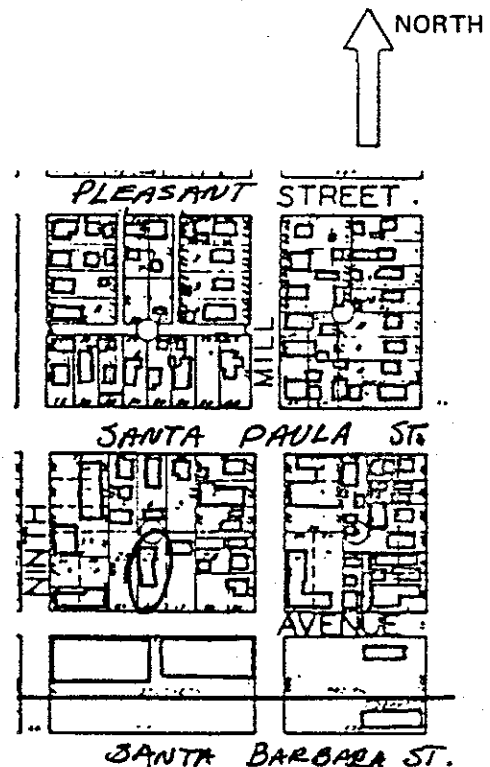 NORTH
PLEASANT STREET.
MILL
SANTA PAULA ST.
NINTH
AVENUE
SANTA BARBARA ST.